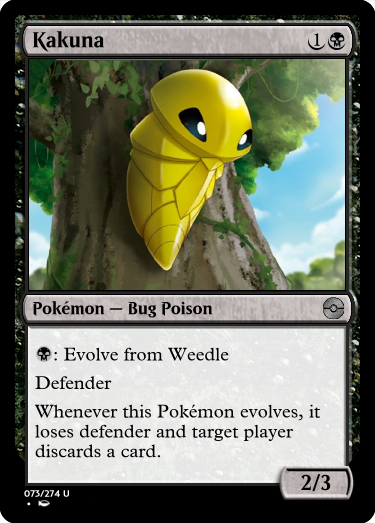 Kakuna 1
Pokémon — Bug Poison
: Evolve from Weedle
Defender
Whenever this Pokémon evolves, it
loses defender and target player
discards a card.
2/3
073/274 U